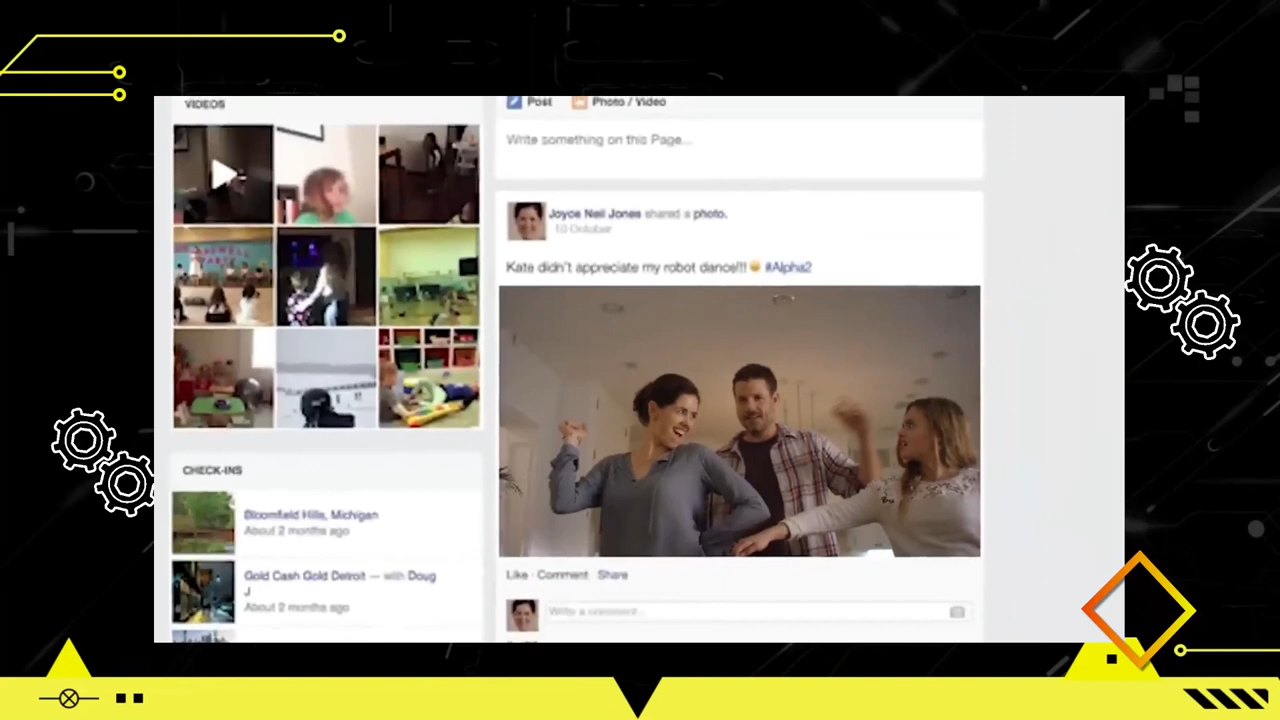 VIDEOS
Post
Photo / Video
Write something on this Page...
Joyce Neil Jones shared a photo.
10 October
Kate didn't appreciate my robot dance!!! #Alpha2
CHECK-INS
Bloomfield Hills, Michigan
About 2 months ago
Gold Cash Gold Detroit — with Doug
J
About 2 months ago
Like · Comment · Share
Write a comment...